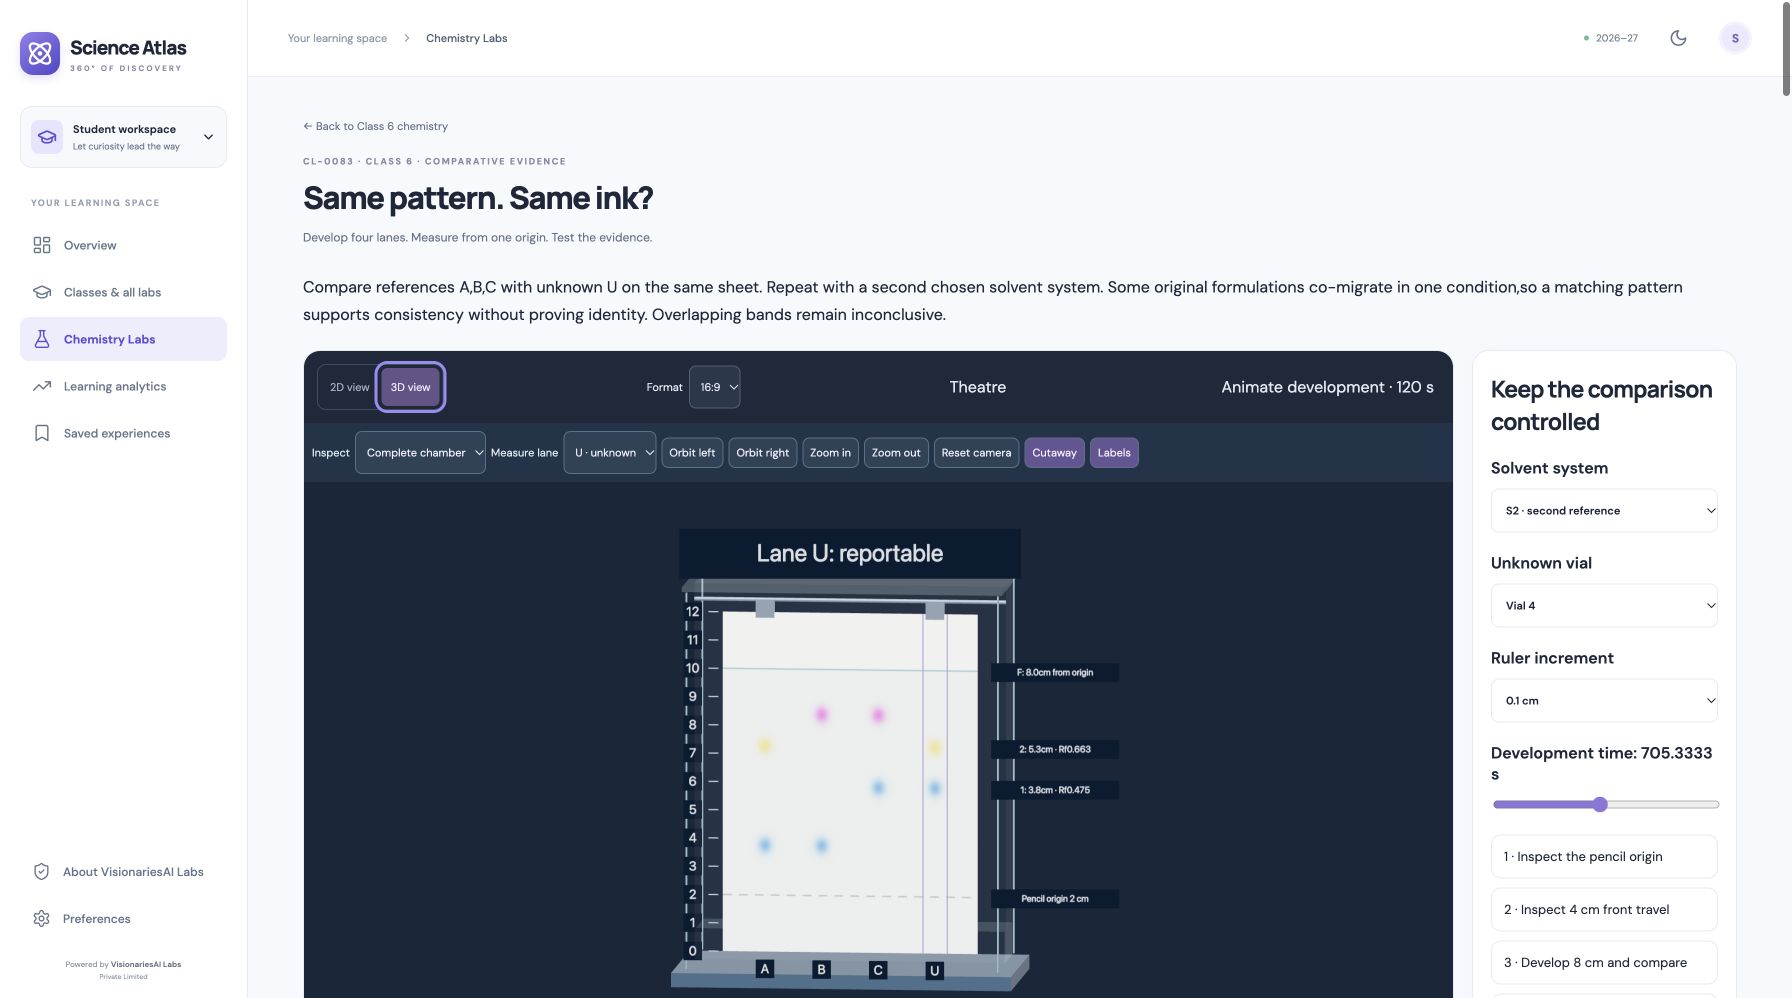 Science Atlas
360° OF DISCOVERY
Student workspace
Let curiosity lead the way
YOUR LEARNING SPACE
Overview
Classes & all labs
Chemistry Labs
Learning analytics
Saved experiences
About VisionariesAI Labs
Preferences
Powered by VisionariesAI Labs
Private Limited
Your learning space
Chemistry Labs
2026–27
S
← Back to Class 6 chemistry
CL-0083 · CLASS 6 · COMPARATIVE EVIDENCE
Same pattern. Same ink?
Develop four lanes. Measure from one origin. Test the evidence.
Compare references A,B,C with unknown U on the same sheet. Repeat with a second chosen solvent system. Some original formulations co-migrate in one condition,so a matching pattern
supports consistency without proving identity. Overlapping bands remain inconclusive.
2D view
3D view
Format
16:9
Theatre
Animate development · 120 s
Inspect
Complete chamber
Measure lane
U · unknown
Orbit left
Orbit right
Zoom in
Zoom out
Reset camera
Cutaway
Labels
Lane U: reportable
12
11
10
9
8
7
6
5
4
3
2
1
0
F: 8.0cm from origin
2: 5.3cm · Rf0.663
1: 3.8cm · Rf0.475
Pencil origin 2 cm
A
B
C
U
Keep the comparison
controlled
Solvent system
S2 · second reference
Unknown vial
Vial 4
Ruler increment
0.1 cm
Development time: 705.3333
s
1 · Inspect the pencil origin
2 · Inspect 4 cm front travel
3 · Develop 8 cm and compare